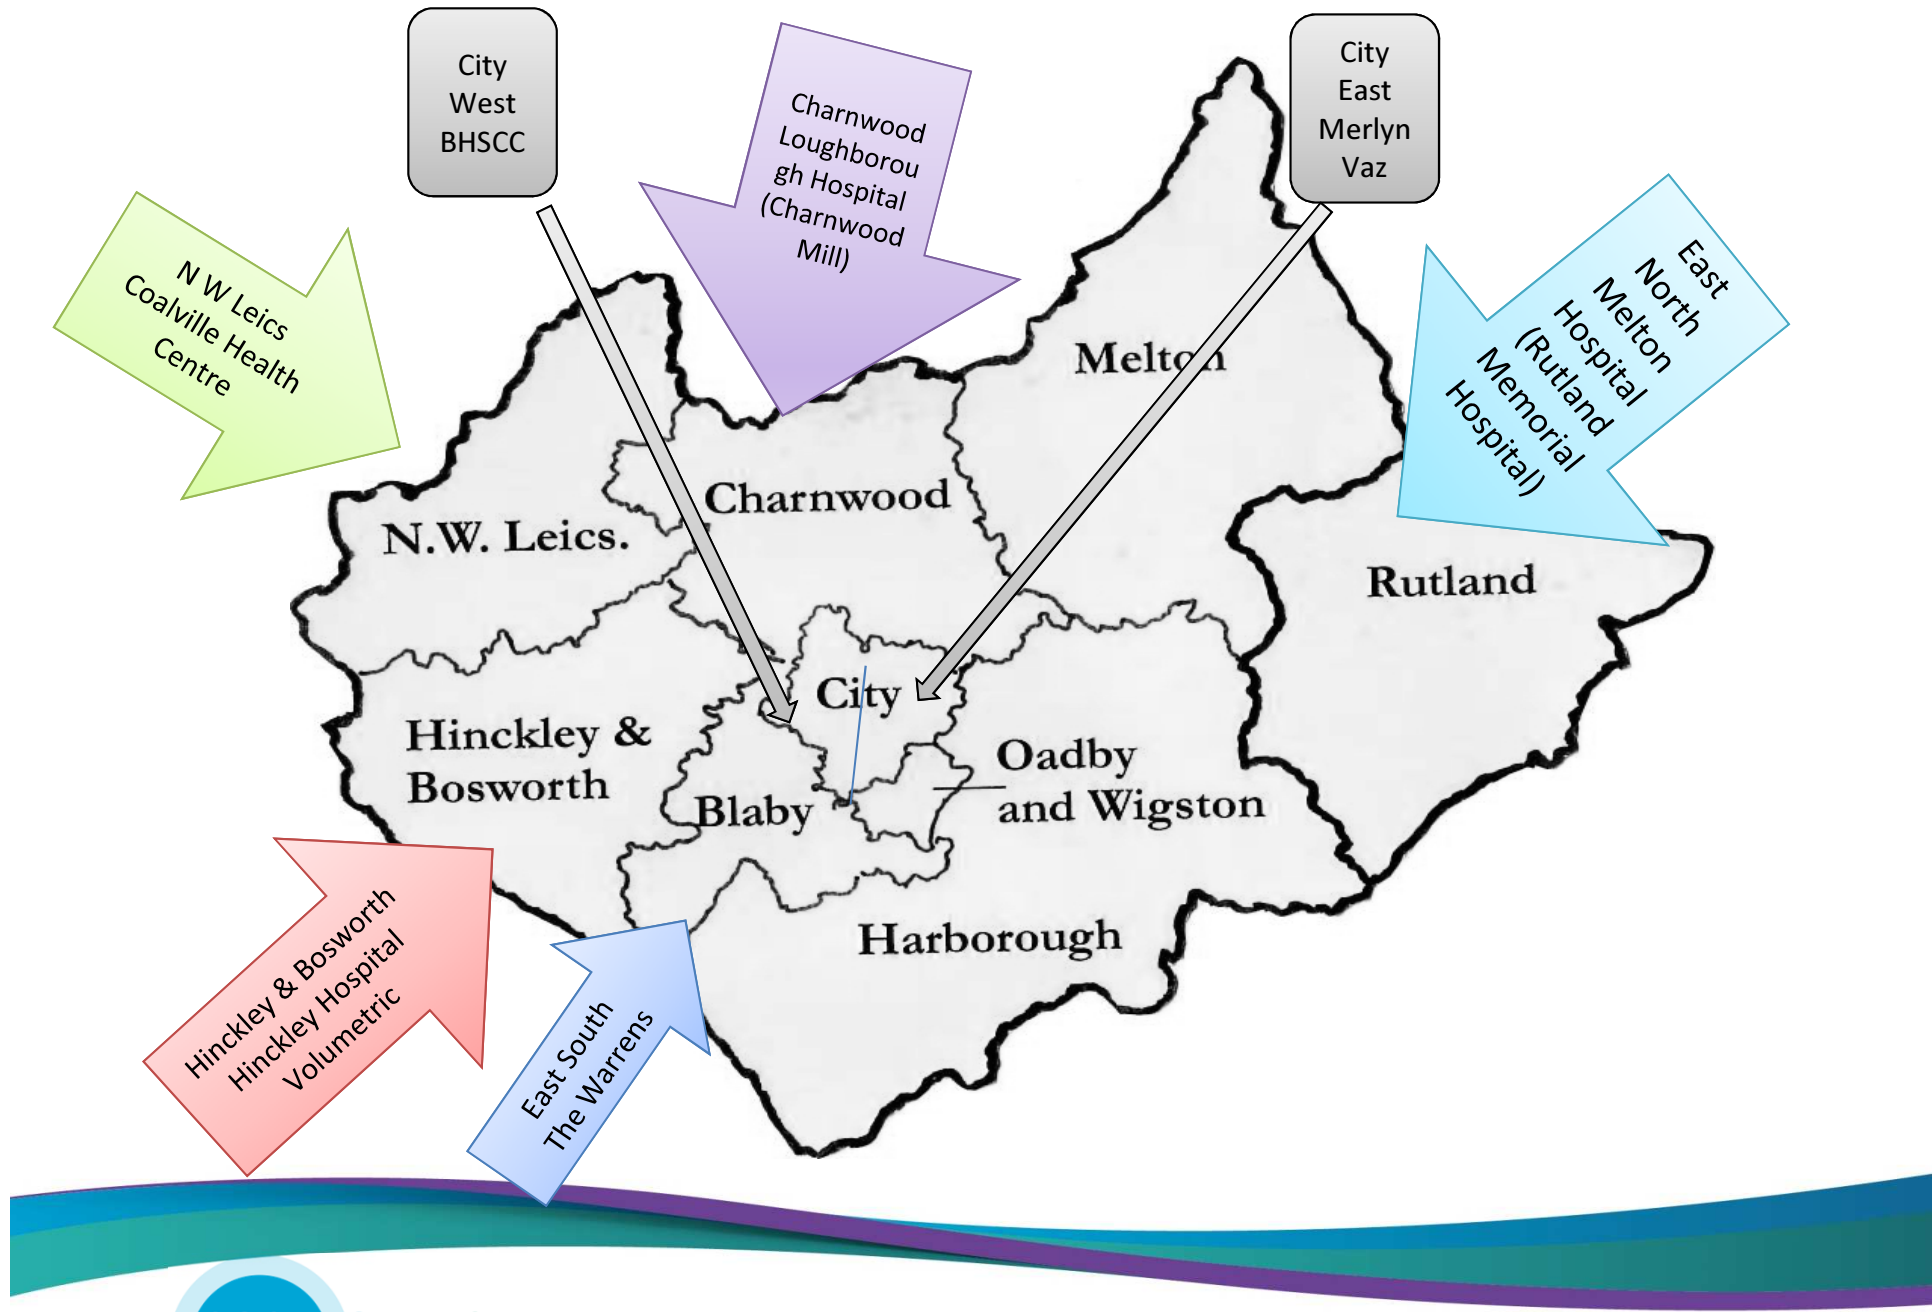 City
West
BHSCC
Charnwood
Loughborou
gh Hospital
(Charnwood
Mill)
City
East
Merlyn
Vaz
N W Leics
Coalville Health
Centre
East
North
Melton
Hospital
(Rutland
Memorial
Hospital)
Melton
Charnwood
N.W. Leics.
Rutland
City
Hinckley &
Bosworth
Oadby
and Wigston
Blaby
Harborough
Hinckley & Bosworth
Hinckley Hospital
Volumetric
East South
The Warrens